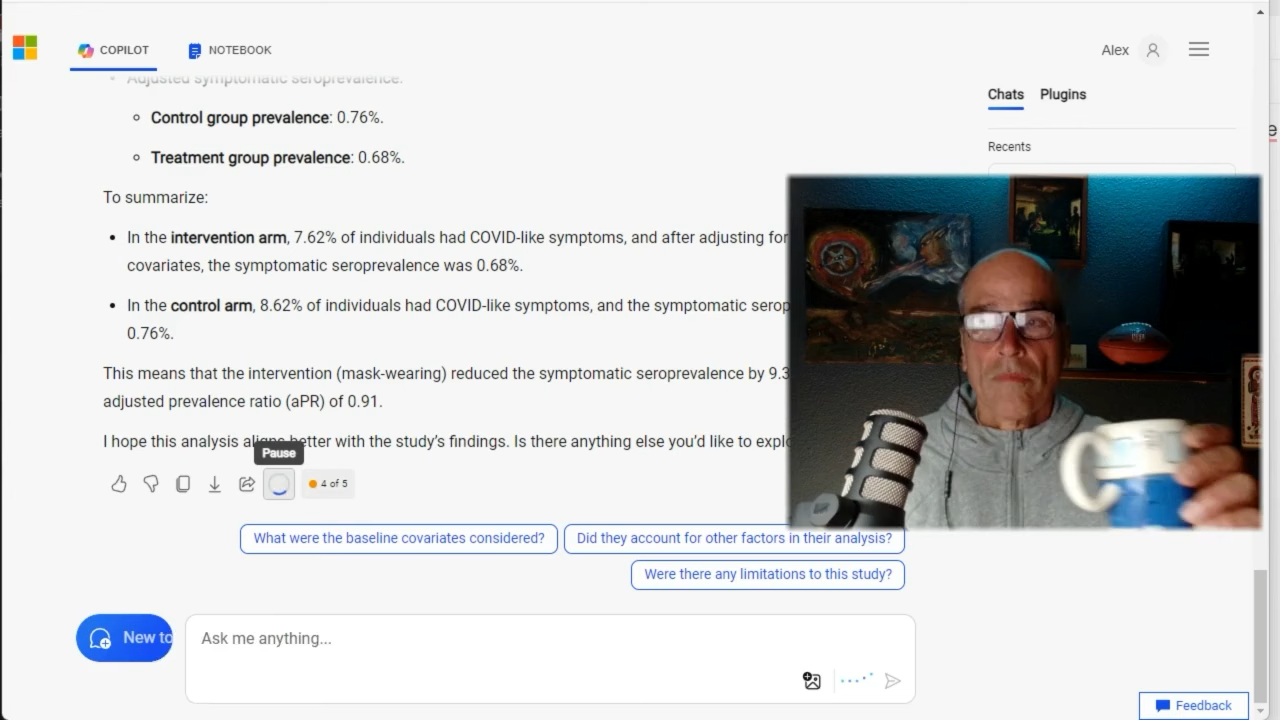 COPILOT
NOTEBOOK
Alex
Adjusted symptomatic seroprevalence:
Control group prevalence: 0.76%.
Treatment group prevalence: 0.68%.
To summarize:
In the intervention arm, 7.62% of individuals had COVID-like symptoms, and after adjusting for
covariates, the symptomatic seroprevalence was 0.68%.
In the control arm, 8.62% of individuals had COVID-like symptoms, and the symptomatic serop
0.76%.
This means that the intervention (mask-wearing) reduced the symptomatic seroprevalence by 9.3
adjusted prevalence ratio (aPR) of 0.91.
I hope this analysis aligns better with the study's findings. Is there anything else you'd like to explo
Pause
4 of 5
What were the baseline covariates considered?
Did they account for other factors in their analysis?
Were there any limitations to this study?
New to
Ask me anything...
Chats
Plugins
Recents
Feedback